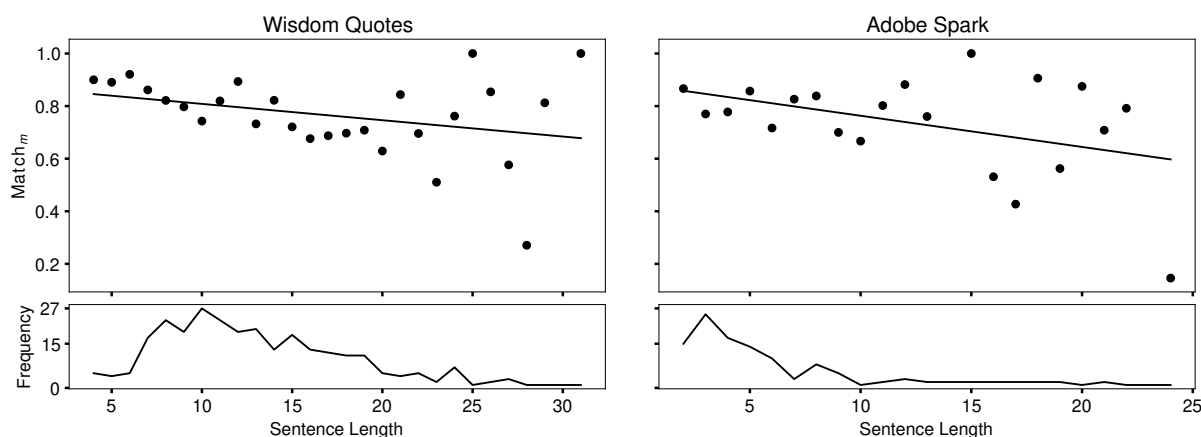 Wisdom Quotes
Adobe Spark
1.0
0.8
0.6
0.4
0.2
Match_m
27
15
0
Frequency
5 10 15 20 25 30
5 10 15 20 25
Sentence Length
Sentence Length